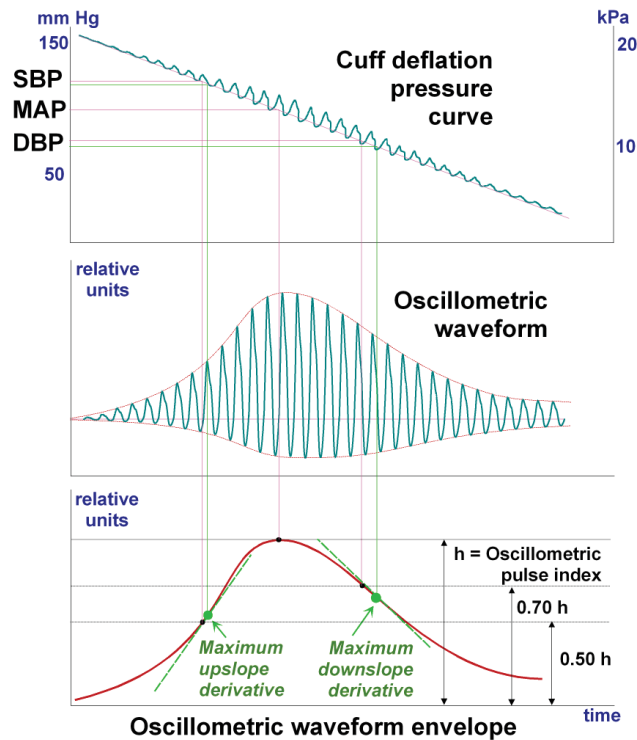 mm Hg
kPa
150
20
Cuff deflation
pressure
curve
SBP
MAP
DBP
10
50
relative
units
Oscillometric
waveform
relative
units
h = Oscillometric
pulse index
0.70 h
0.50 h
Maximum
upslope
derivative
Maximum
downslope
derivative
time
Oscillometric waveform envelope